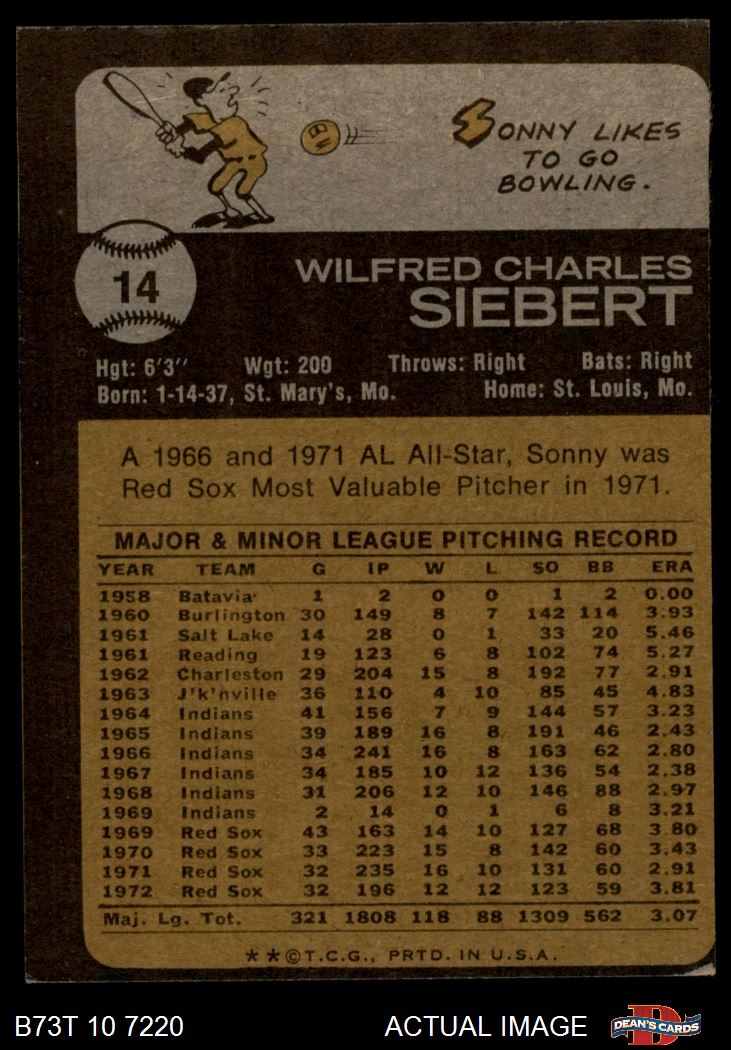 SONNY LIKES
TO GO
BOWLING.
14
WILFRED CHARLES
SIEBERT
Hgt: 6'3" Wgt: 200 Throws: Right Bats: Right
Born: 1-14-37, St. Mary's, Mo. Home: St. Louis, Mo.
A 1966 and 1971 AL All-Star, Sonny was
Red Sox Most Valuable Pitcher in 1971.
MAJOR & MINOR LEAGUE PITCHING RECORD
YEAR TEAM G IP W L SO BB ERA
1958 Batavia 1 2 0 0 1 2 0.00
1960 Burlington 30 149 8 7 142 114 3.93
1961 Salt Lake 14 28 0 1 33 20 5.46
1961 Reading 19 123 6 8 102 74 5.27
1962 Charleston 29 204 15 8 192 77 2.91
1963 J'k'nville 36 110 4 10 85 45 4.83
1964 Indians 41 156 7 9 144 57 3.23
1965 Indians 39 189 16 8 191 46 2.43
1966 Indians 34 241 16 8 163 62 2.80
1967 Indians 34 185 10 12 136 54 2.38
1968 Indians 31 206 12 10 146 88 2.97
1969 Indians 2 14 0 1 6 8 3.21
1969 Red Sox 43 163 14 10 127 68 3.80
1970 Red Sox 33 223 15 8 142 60 3.43
1971 Red Sox 32 235 16 10 131 60 2.91
1972 Red Sox 32 196 12 12 123 59 3.81
Maj. Lg. Tot. 321 1808 118 88 1309 562 3.07
**©T.C.G., PRTD. IN U.S.A.
B73T 10 7220 ACTUAL IMAGE D DEAN'S CARDS